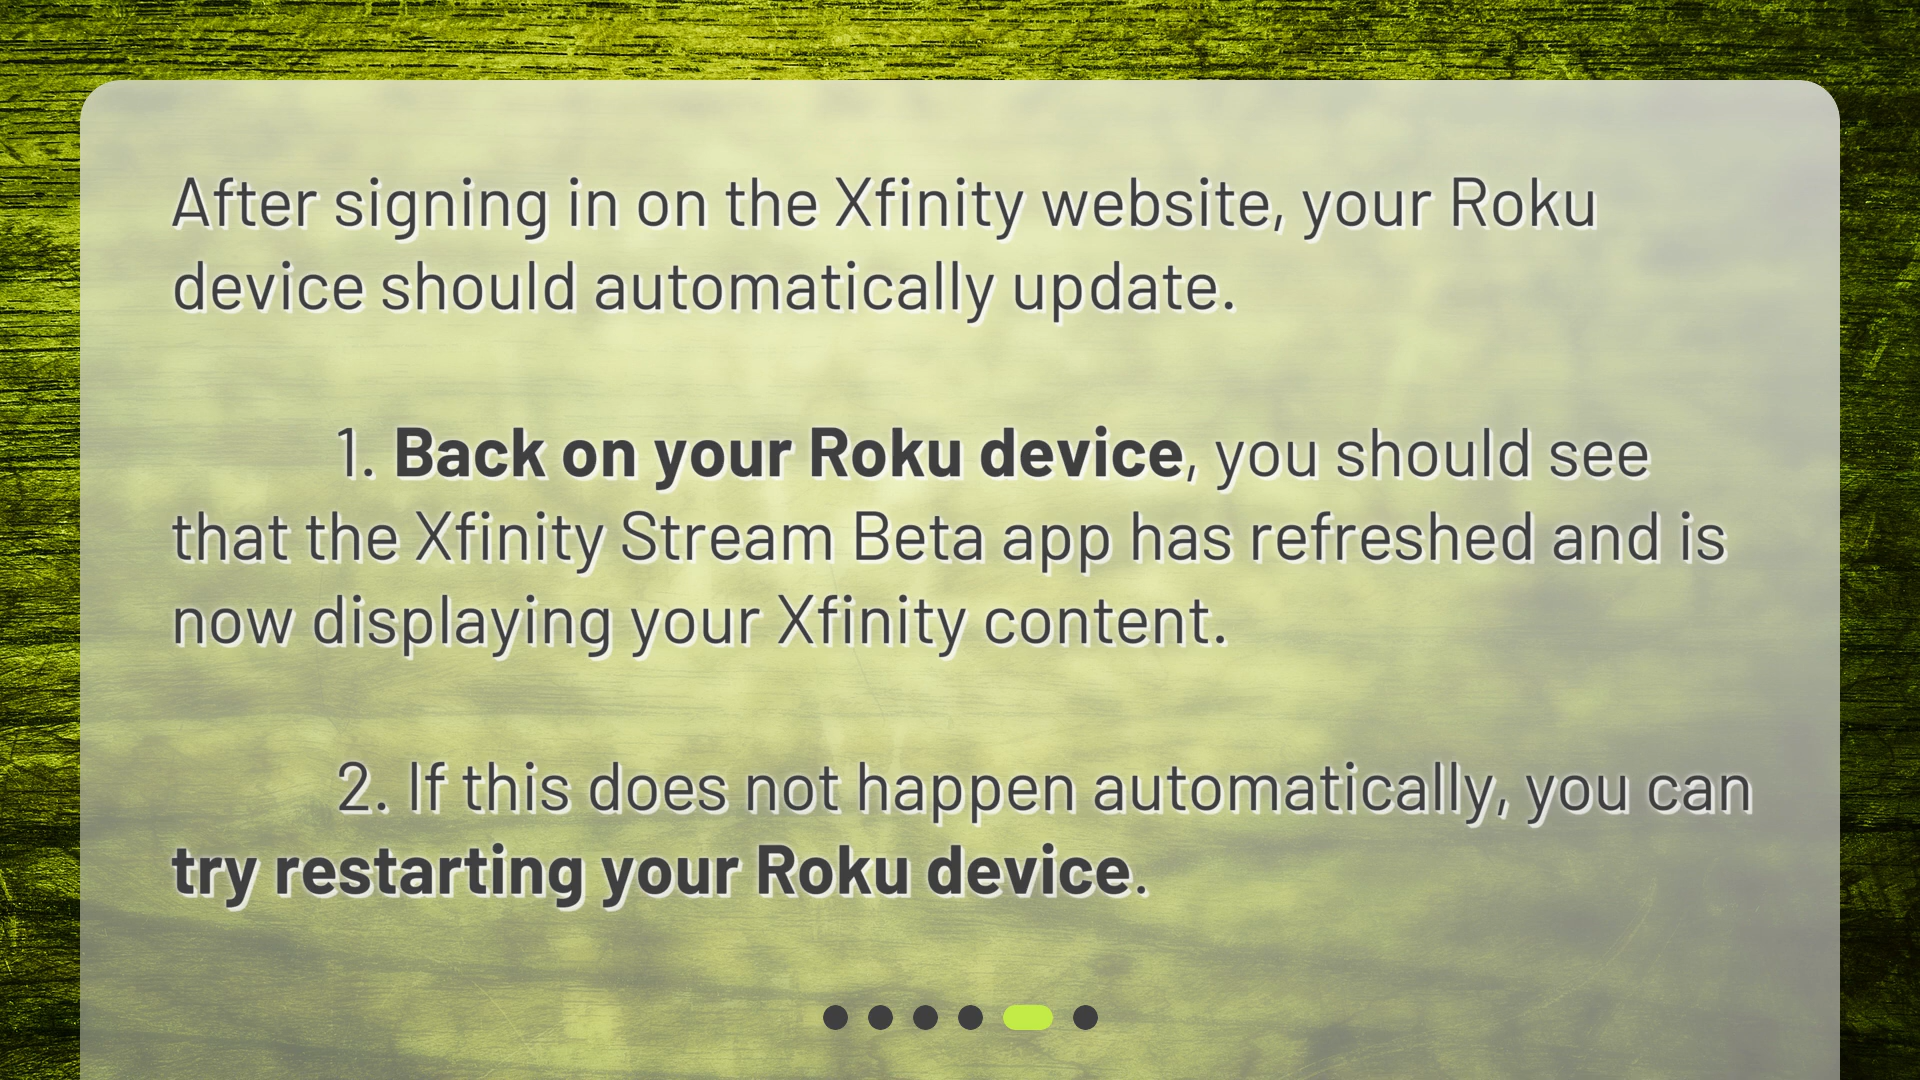 After signing in on the Xfinity website, your Roku
device should automatically update.
1. Back on your Roku device, you should see
that the Xfinity Stream Beta app has refreshed and is
now displaying your Xfinity content.
2. If this does not happen automatically, you can
try restarting your Roku device.